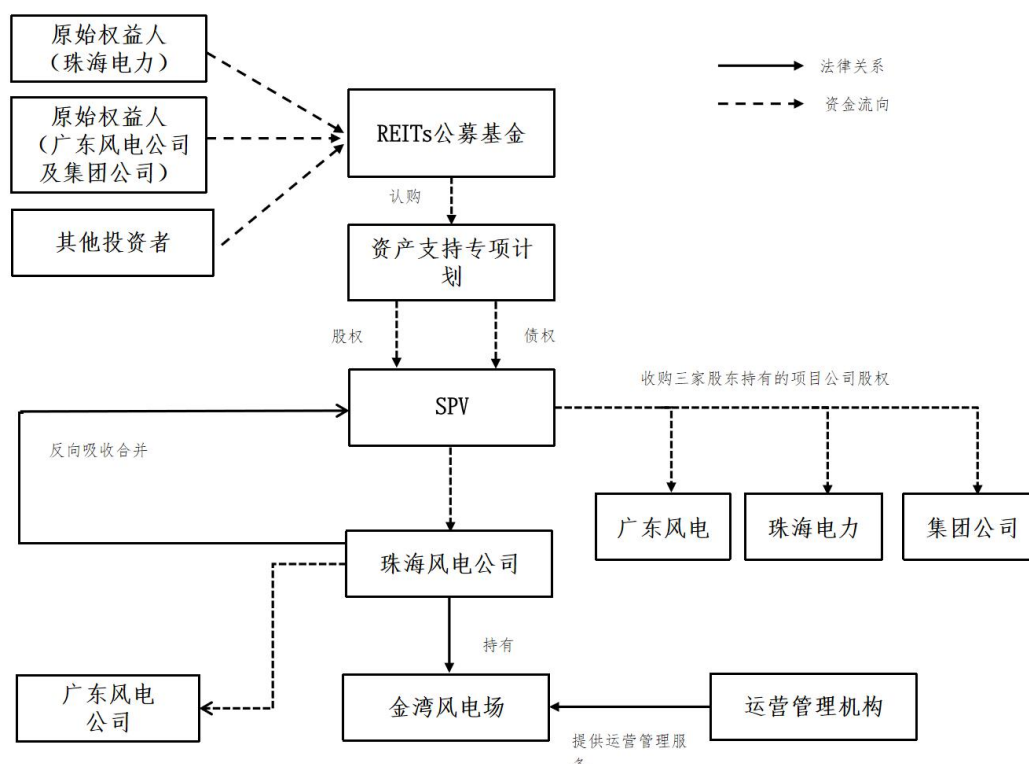 原始权益人
（珠海电力）
法律关系
资金流向
原始权益人
（广东风电公司
及集团公司）
REITs公募基金
认购
其他投资者
资产支持专项计
划
股权
债权
收购三家股东持有的项目公司股权
SPV
反向吸收合并
广东风电
珠海电力
集团公司
珠海风电公司
持有
广东风电
公司
金湾风电场
运营管理机构
提供运营管理服